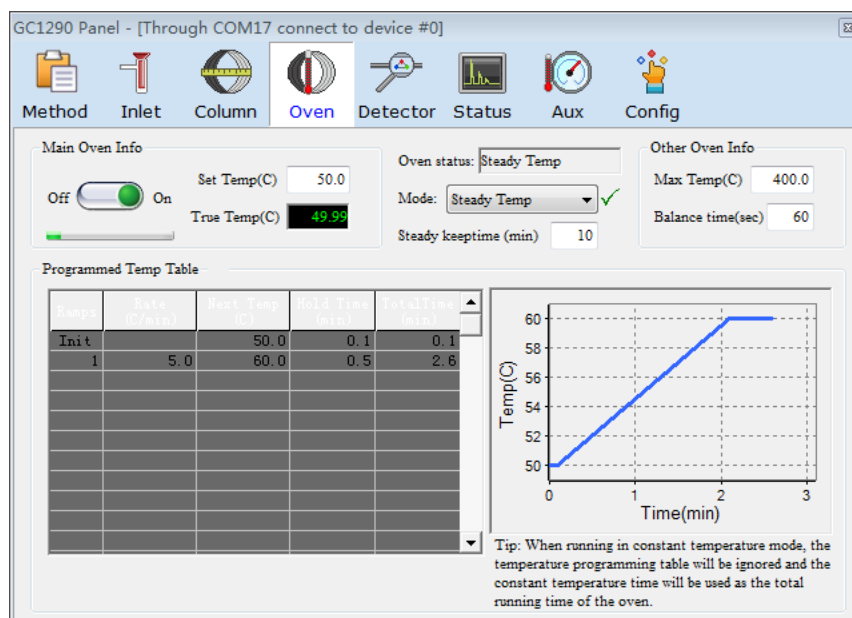 GC1290 Panel - [Through COM17 connect to device #0]
Method Inlet Column Oven Detector Status Aux Config
Main Oven Info
Off On
Set Temp(C) 50.0
True Temp(C) 49.99
Oven status: Steady Temp
Mode: Steady Temp
Steady keeptime (min) 10
Other Oven Info
Max Temp(C) 400.0
Balance time(sec) 60
Programmed Temp Table
Ramps Rate (C/min) Next Temp (C) Hold Time (min) TotalTime (min)
Init 50.0 0.1 0.1
1 5.0 60.0 0.5 2.6
Temp(C)
60
58
56
54
52
50
0 1 2 3
Time(min)
Tip: When running in constant temperature mode, the
temperature programming table will be ignored and the
constant temperature time will be used as the total
running time of the oven.